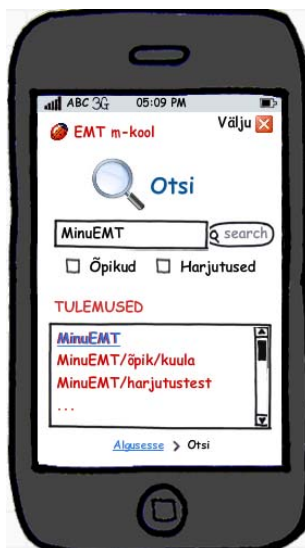 ABC 3G 05:09 PM
EMT m-kool
Välju
Otsi
MinuEMT search
Õpikud Harjutused
TULEMUSED
MinuEMT
MinuEMT/õpik/kuula
MinuEMT/harjutustest
...
Algusesse > Otsi